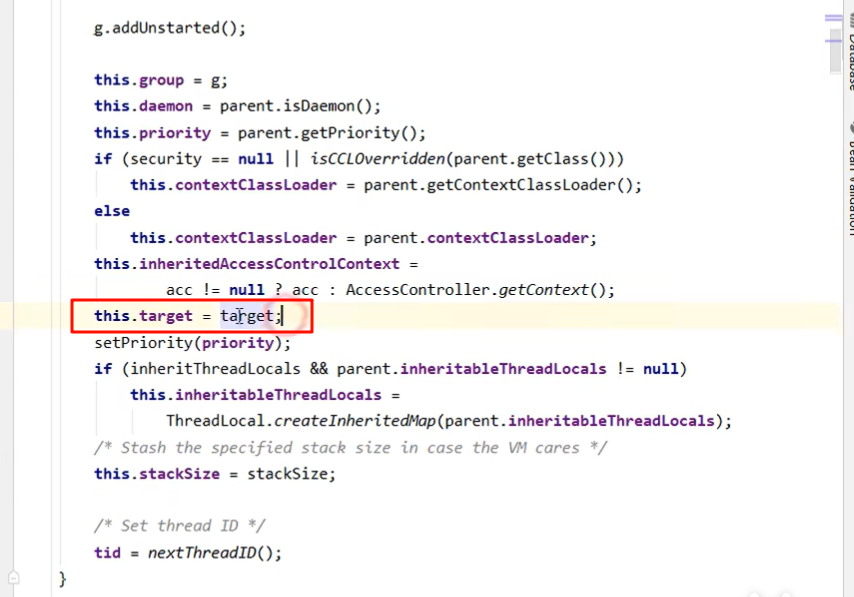 g.addUnstarted();
this.group = g;
this.daemon = parent.isDaemon();
this.priority = parent.getPriority();
if (security == null || isCCLOverridden(parent.getClass()))
this.contextClassLoader = parent.getContextClassLoader();
else
this.contextClassLoader = parent.contextClassLoader;
this.inheritedAccessControlContext =
acc != null ? acc : AccessController.getContext();
this.target = target;
setPriority(priority);
if (inheritThreadLocals && parent.inheritableThreadLocals != null)
this.inheritableThreadLocals =
ThreadLocal.createInheritedMap(parent.inheritableThreadLocals);
/* Stash the specified stack size in case the VM cares */
this.stackSize = stackSize;
/* Set thread ID */
tid = nextThreadID();
}
Database
Bean Validation